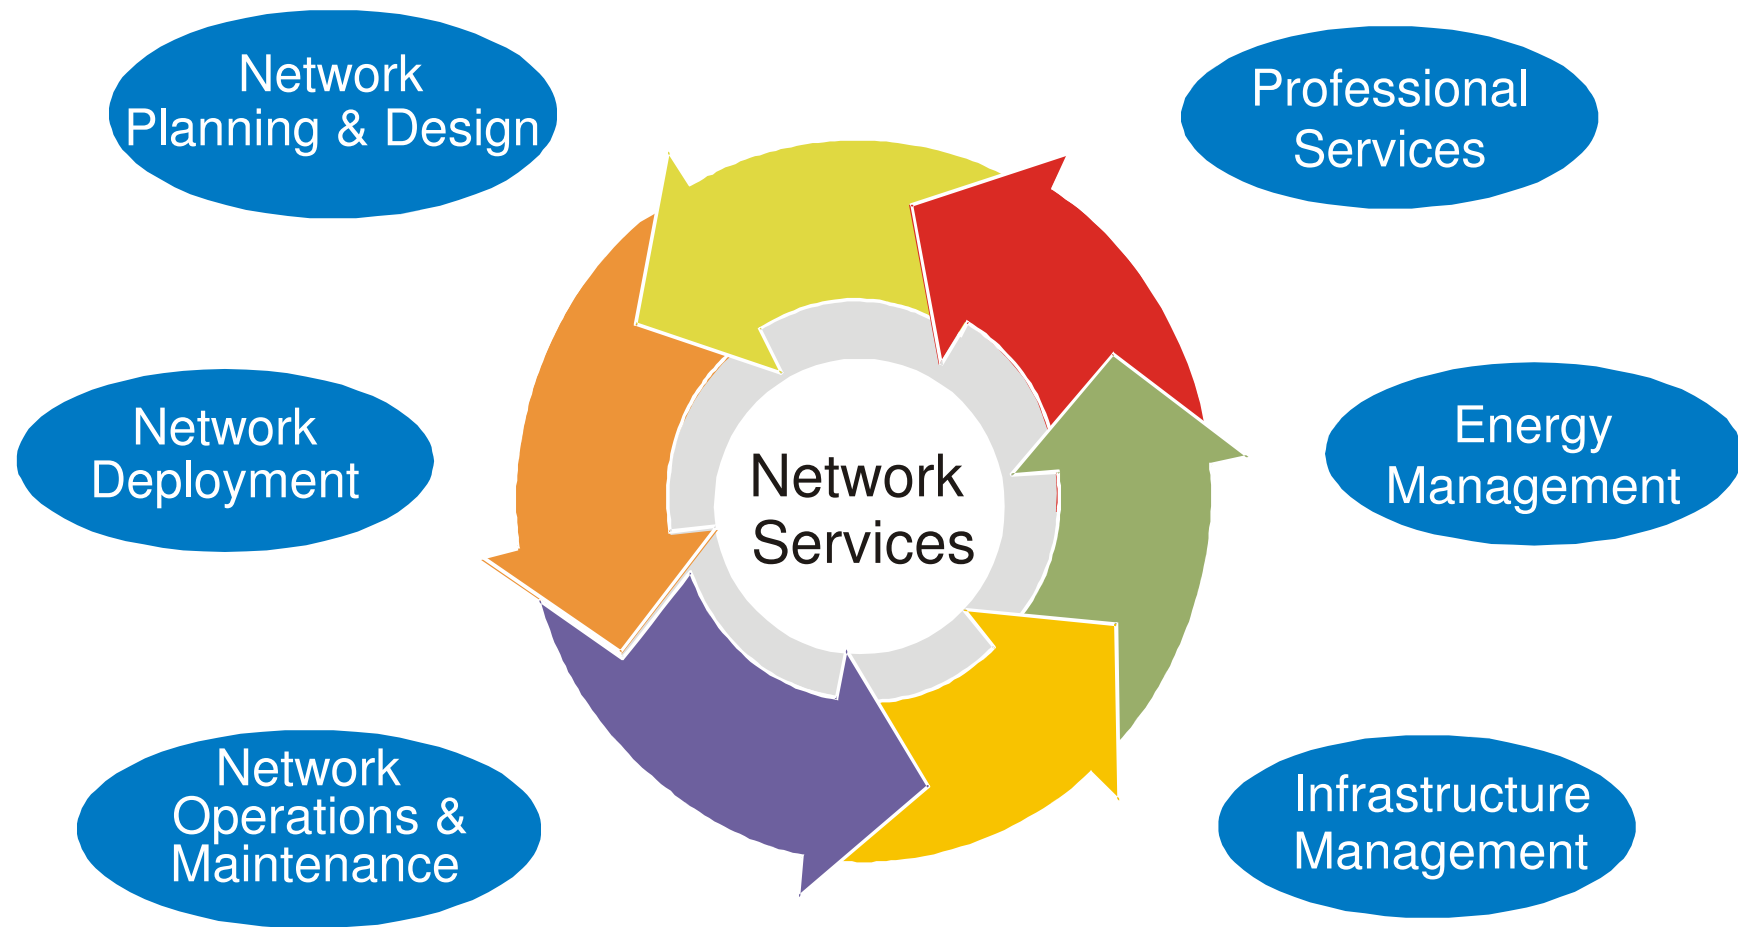 Network
Planning & Design
Professional
Services
Network
Deployment
Network
Services
Energy
Management
Network
Operations &
Maintenance
Infrastructure
Management